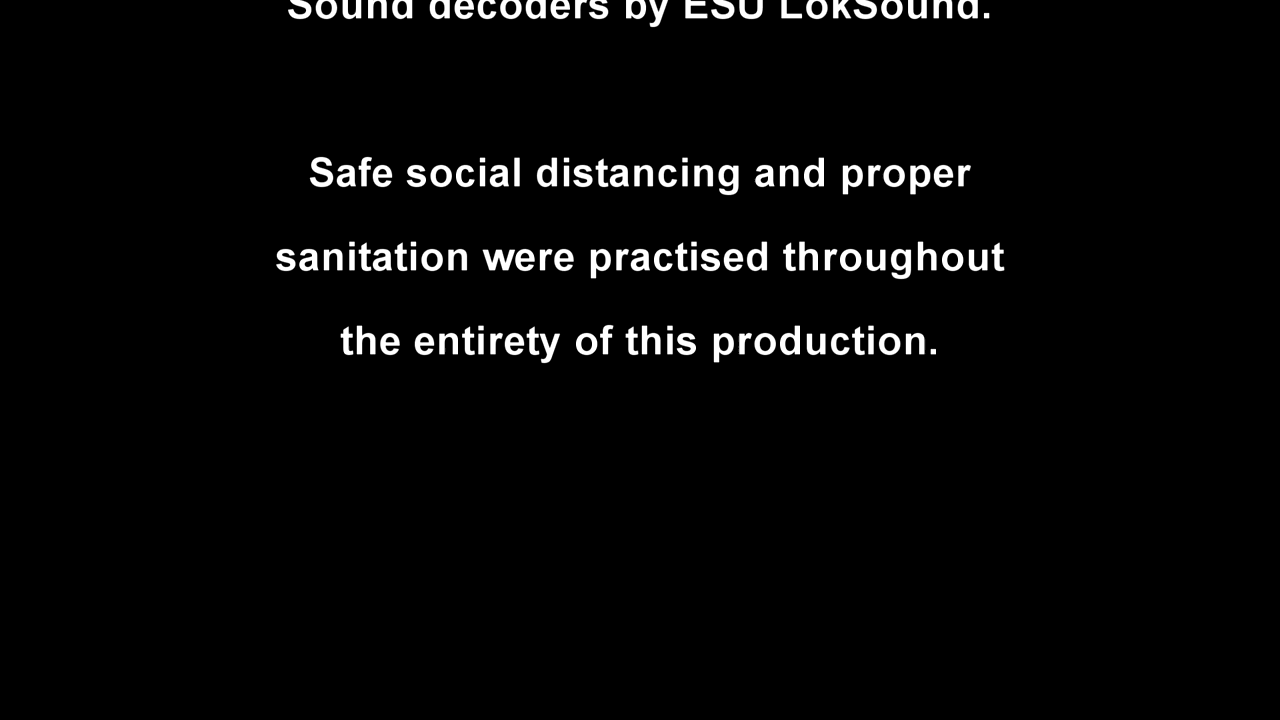 Sound decoders by ESU LokSound.
Safe social distancing and proper
sanitation were practised throughout
the entirety of this production.